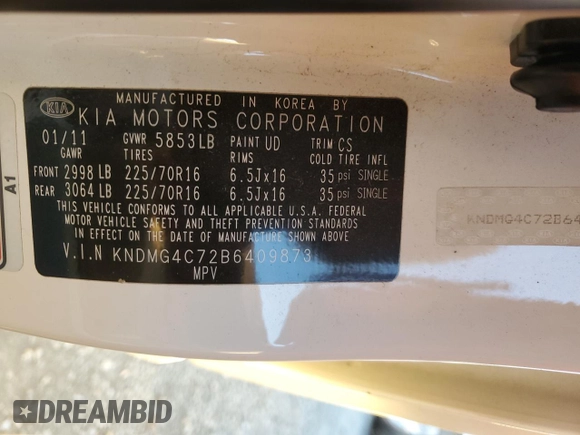 MANUFACTURED IN KOREA BY
KIA KIA MOTORS CORPORATION
01/11 GVWR 5853LB PAINT UD TRIM CS
GAWR TIRES RIMS COLD TIRE INFL
FRONT 2998 LB 225/70R16 6.5Jx16 35 psi SINGLE
REAR 3064 LB 225/70R16 6.5Jx16 35 psi SINGLE
THIS VEHICLE CONFORMS TO ALL APPLICABLE U.S.A. FEDERAL
MOTOR VEHICLE SAFETY AND THEFT PREVENTION STANDARDS
IN EFFECT ON THE DATE OF MANUFACTURE SHOWN ABOVE.
V.I.N KNDMG4C72B6409873
MPV
A1
KNDMG4C72B64
DREAMBID